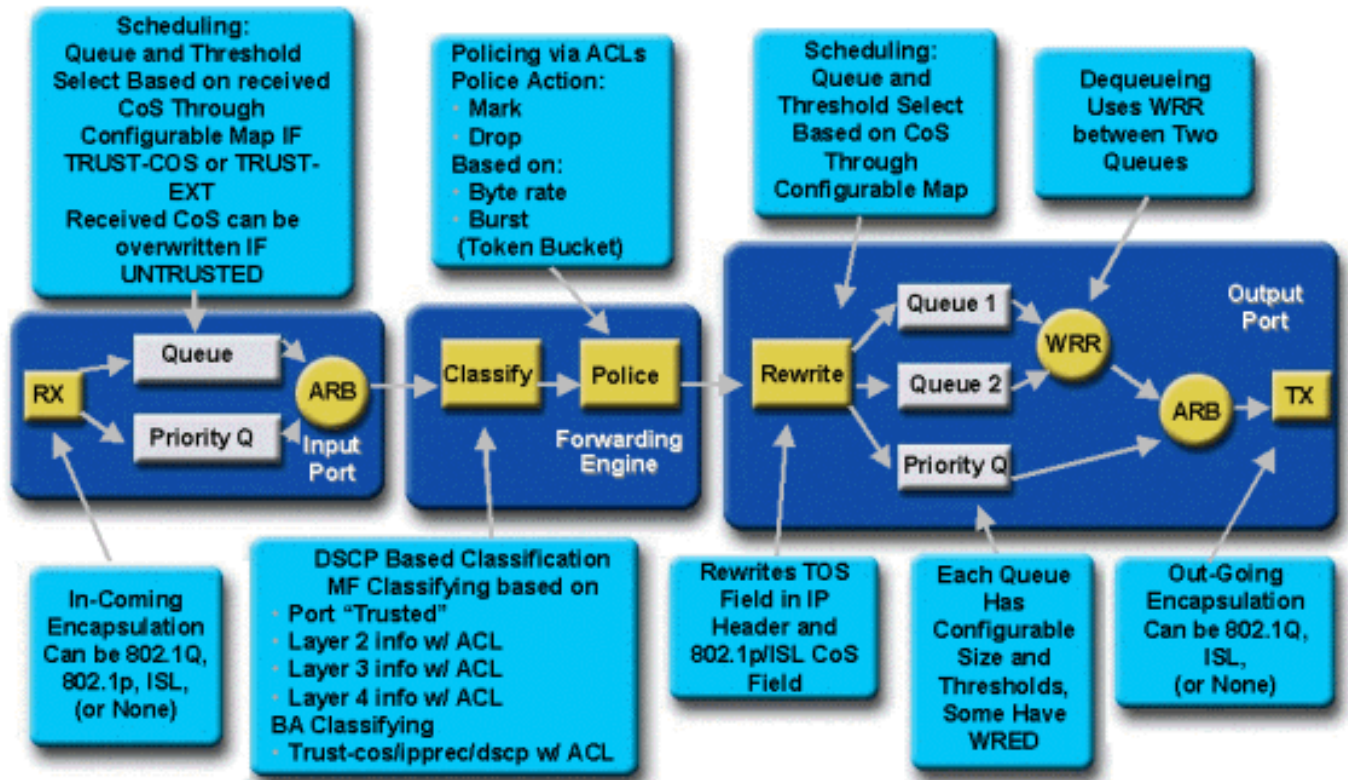 Scheduling:
Queue and Threshold
Select Based on received
CoS Through
Configurable Map IF
TRUST-COS or TRUST-
EXT
Received CoS can be
overwritten IF
UNTRUSTED
Policing via ACLs
Police Action:
· Mark
· Drop
Based on:
· Byte rate
· Burst
(Token Bucket)
Scheduling:
Queue and
Threshold Select
Based on CoS
Through
Configurable Map
Dequeueing
Uses WRR
between Two
Queues
RX
Queue
Priority Q
ARB
Input
Port
Classify
Police
Forwarding
Engine
Rewrite
Queue 1
Queue 2
Priority Q
WRR
ARB
TX
Output
Port
In-Coming
Encapsulation
Can be 802.1Q,
802.1p, ISL,
(or None)
DSCP Based Classification
MF Classifying based on
· Port “Trusted”
· Layer 2 info w/ ACL
· Layer 3 info w/ ACL
· Layer 4 info w/ ACL
BA Classifying
· Trust-cos/ipprec/dscp w/ ACL
Rewrites TOS
Field in IP
Header and
802.1p/ISL CoS
Field
Each Queue
Has
Configurable
Size and
Thresholds,
Some Have
WRED
Out-Going
Encapsulation
Can be 802.1Q,
ISL,
(or None)